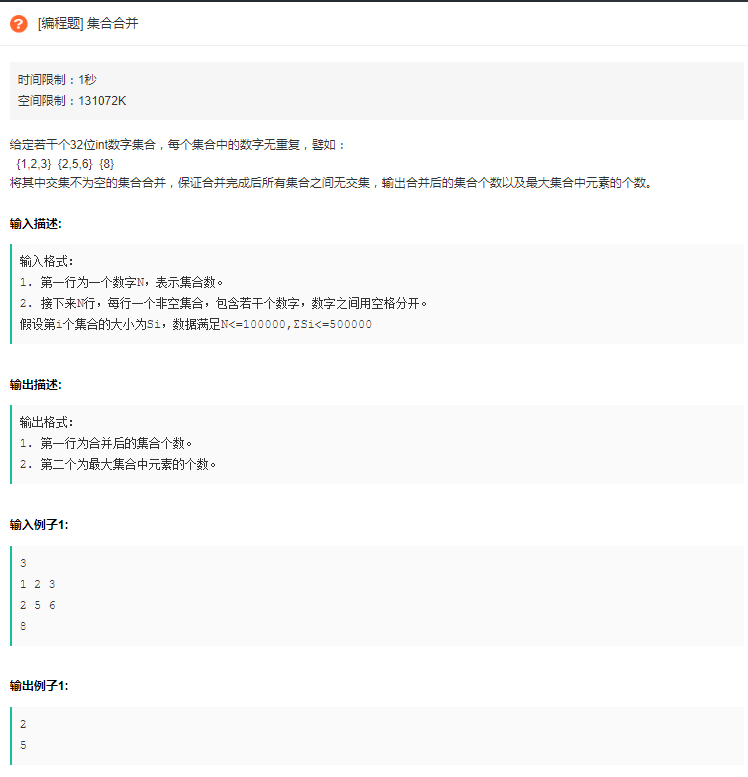 [编程题] 集合合并
时间限制：1秒
空间限制：131072K
给定若干个32位int数字集合，每个集合中的数字无重复，譬如：
{1,2,3} {2,5,6} {8}
将其中交集不为空的集合合并，保证合并完成后所有集合之间无交集，输出合并后的集合个数以及最大集合中元素的个数。
输入描述:
输入格式:
1. 第一行为一个数字N，表示集合数。
2. 接下来N行，每行一个非空集合，包含若干个数字，数字之间用空格分开。
假设第i个集合的大小为Si，数据满足N<=100000,ΣSi<=500000
输出描述:
输出格式:
1. 第一行为合并后的集合个数。
2. 第二个为最大集合中元素的个数。
输入例子1:
3
1 2 3
2 5 6
8
输出例子1:
2
5